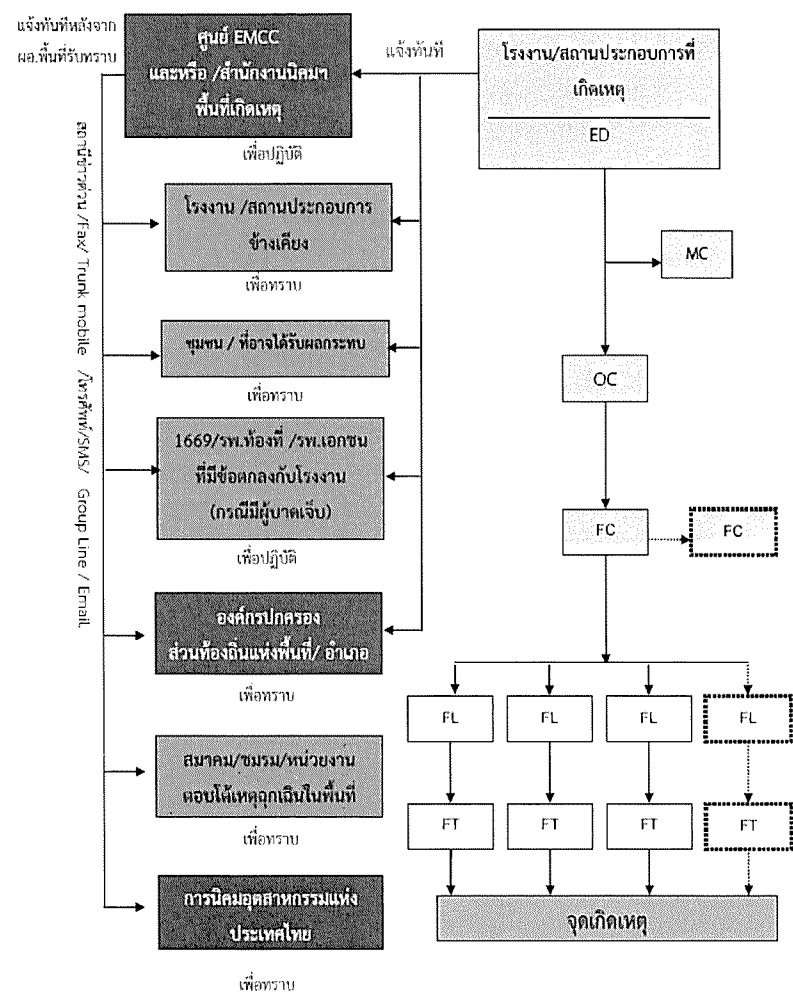 แจ้งทันทีหลังจาก
ผอ.พื้นที่รับทราบ
ศูนย์ EMCC
และหรือ /สำนักงานนิคมฯ
พื้นที่เกิดเหตุ
เพื่อปฏิบัติ
แจ้งทันที
โรงงาน/สถานประกอบการที่
เกิดเหตุ
ED
สถานีข่าวด่วน /Fax/ Trunk mobile /โทรศัพท์/SMS/ Group Line / Email
โรงงาน /สถานประกอบการ
ข้างเคียง
เพื่อทราบ
MC
ชุมชน / ที่อาจได้รับผลกระทบ
เพื่อทราบ
OC
1669/รพ.ท้องที่ /รพ.เอกชน
ที่มีข้อตกลงกับโรงงาน
(กรณีมีผู้บาดเจ็บ)
เพื่อปฏิบัติ
FC
FC
องค์กรปกครอง
ส่วนท้องถิ่นแห่งพื้นที่/ อำเภอ
เพื่อทราบ
FL
FL
FL
FL
สมาคม/ชมรม/หน่วยงาน
ตอบโต้เหตุฉุกเฉินในพื้นที่
เพื่อทราบ
FT
FT
FT
FT
การนิคมอุตสาหกรรมแห่ง
ประเทศไทย
เพื่อทราบ
จุดเกิดเหตุ